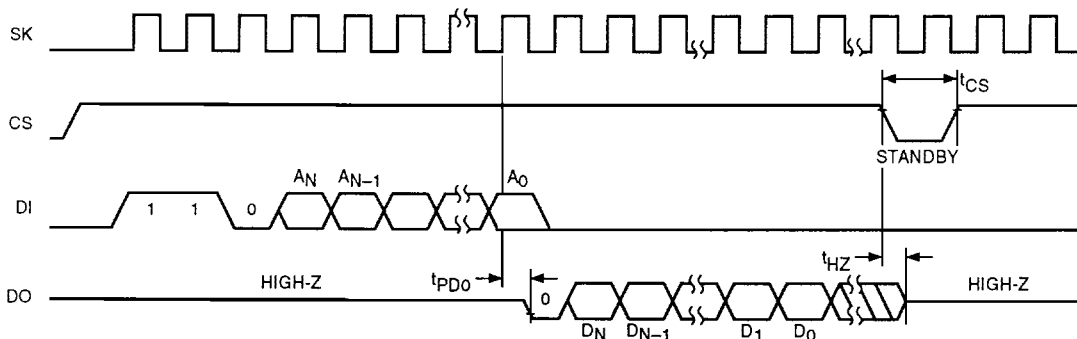 SK
CS
t_CS
STANDBY
DI
1 1 0 A_N A_N–1 A_0
DO
HIGH-Z
t_PD0
0
D_N D_N–1 D_1 D_0
t_HZ
HIGH-Z